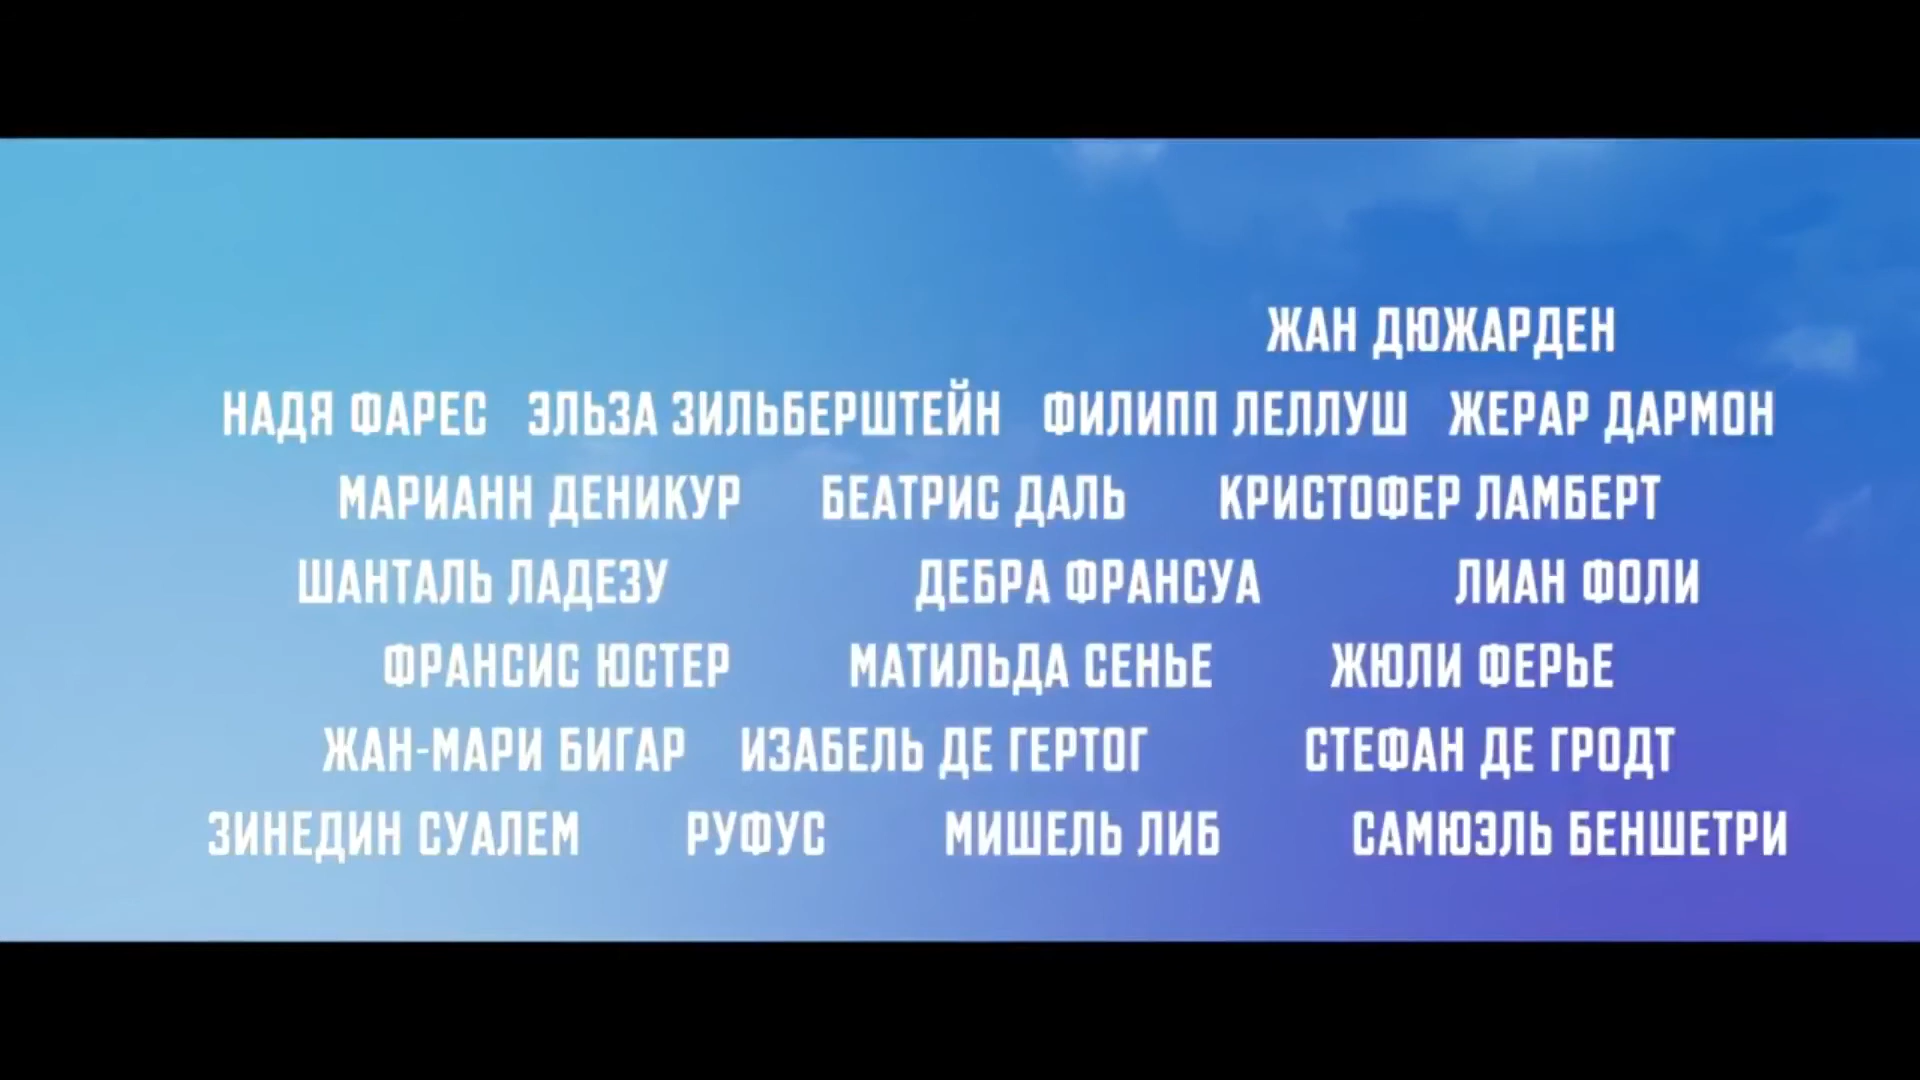 ЖАН ДЮЖАРДЕН
НАДЯ ФАРЕС ЭЛЬЗА ЗИЛЬБЕРШТЕЙН ФИЛИПП ЛЕЛЛУШ ЖЕРАР ДАРМОН
МАРИАНН ДЕНИКУР БЕАТРИС ДАЛЬ КРИСТОФЕР ЛАМБЕРТ
ШАНТАЛЬ ЛАДЕЗУ ДЕБРА ФРАНСУА ЛИАН ФОЛИ
ФРАНСИС ЮСТЕР МАТИЛЬДА СЕНЬЕ ЖЮЛИ ФЕРЬЕ
ЖАН-МАРИ БИГАР ИЗАБЕЛЬ ДЕ ГЕРТОГ СТЕФАН ДЕ ГРОДТ
ЗИНЕДИН СУАЛЕМ РУФУС МИШЕЛЬ ЛИБ САМЮЭЛЬ БЕНШЕТРИ